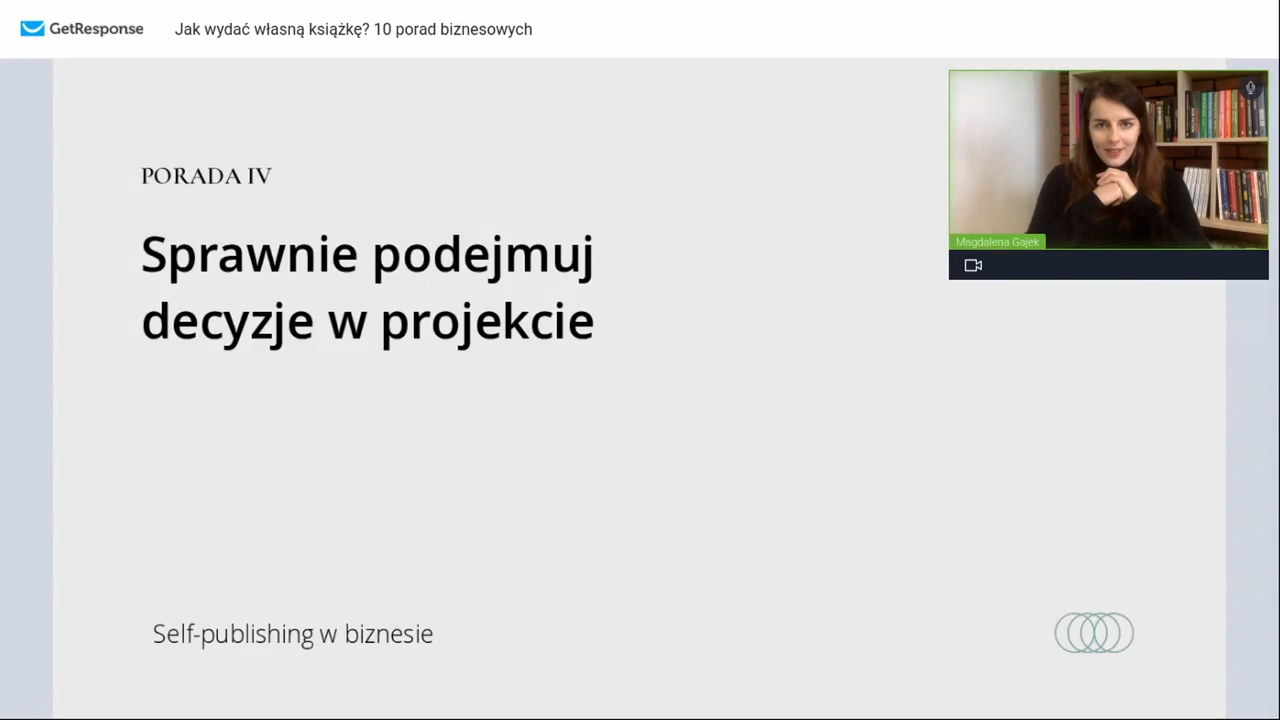 GetResponse Jak wydać własną książkę? 10 porad biznesowych
PORADA IV
Sprawnie podejmuj
decyzje w projekcie
Magdalena Gajek
Self-publishing w biznesie